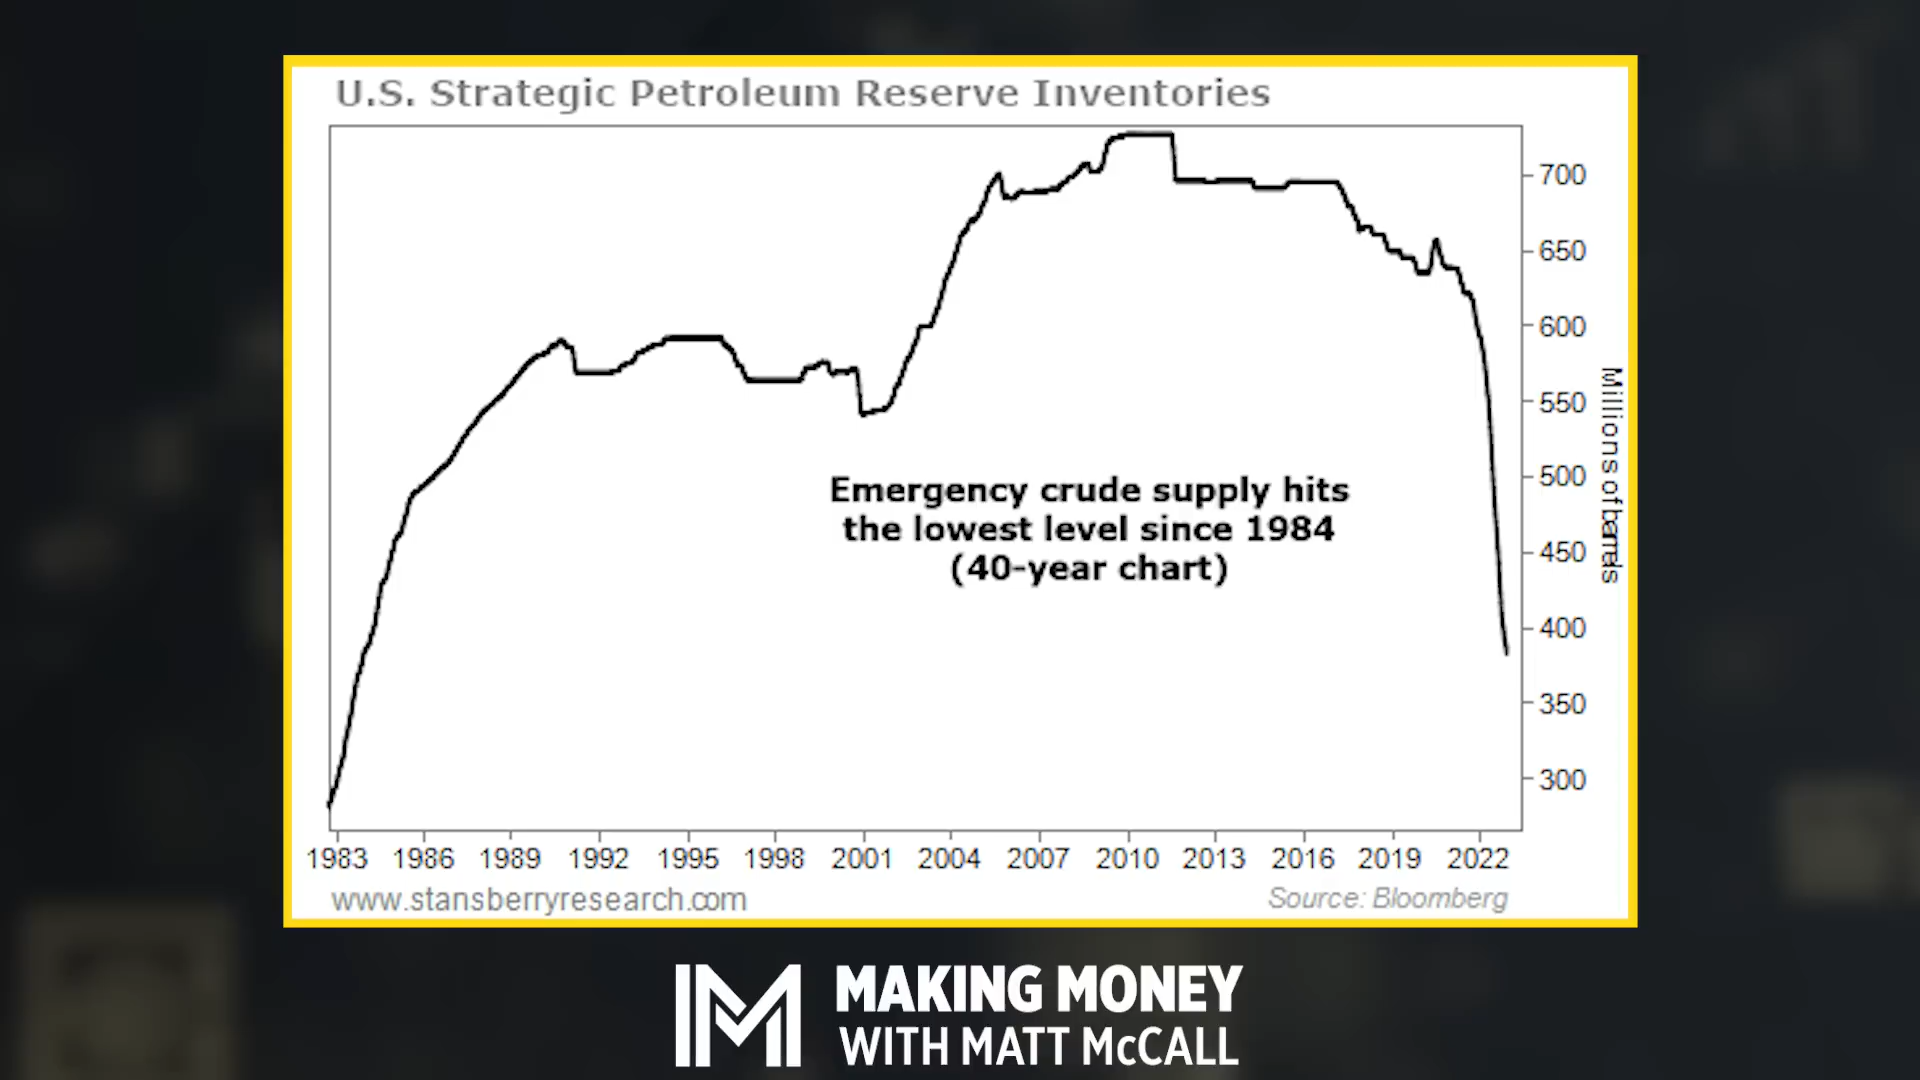 U.S. Strategic Petroleum Reserve Inventories
700
650
600
550
500
450
400
350
300
Millions of barrels
Emergency crude supply hits
the lowest level since 1984
(40-year chart)
1983 1986 1989 1992 1995 1998 2001 2004 2007 2010 2013 2016 2019 2022
www.stansberryresearch.com Source: Bloomberg
MAKING MONEY
WITH MATT McCALL